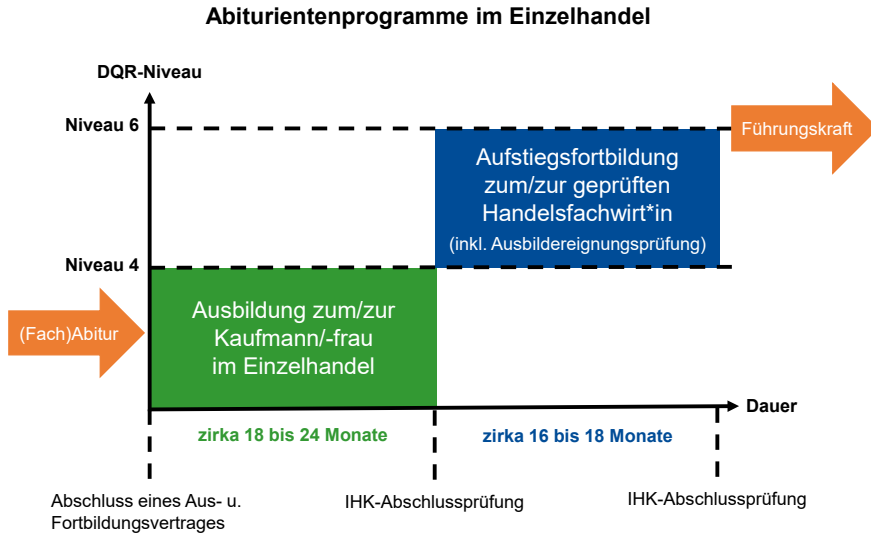 Abiturientenprogramme im Einzelhandel
DQR-Niveau
Niveau 6
Führungskraft
Aufstiegsfortbildung
zum/zur geprüften
Handelsfachwirt*in
(inkl. Ausbildereignungsprüfung)
Niveau 4
(Fach)Abitur
Ausbildung zum/zur
Kaufmann/-frau
im Einzelhandel
Dauer
zirka 18 bis 24 Monate
zirka 16 bis 18 Monate
Abschluss eines Aus- u.
Fortbildungsvertrages
IHK-Abschlussprüfung
IHK-Abschlussprüfung